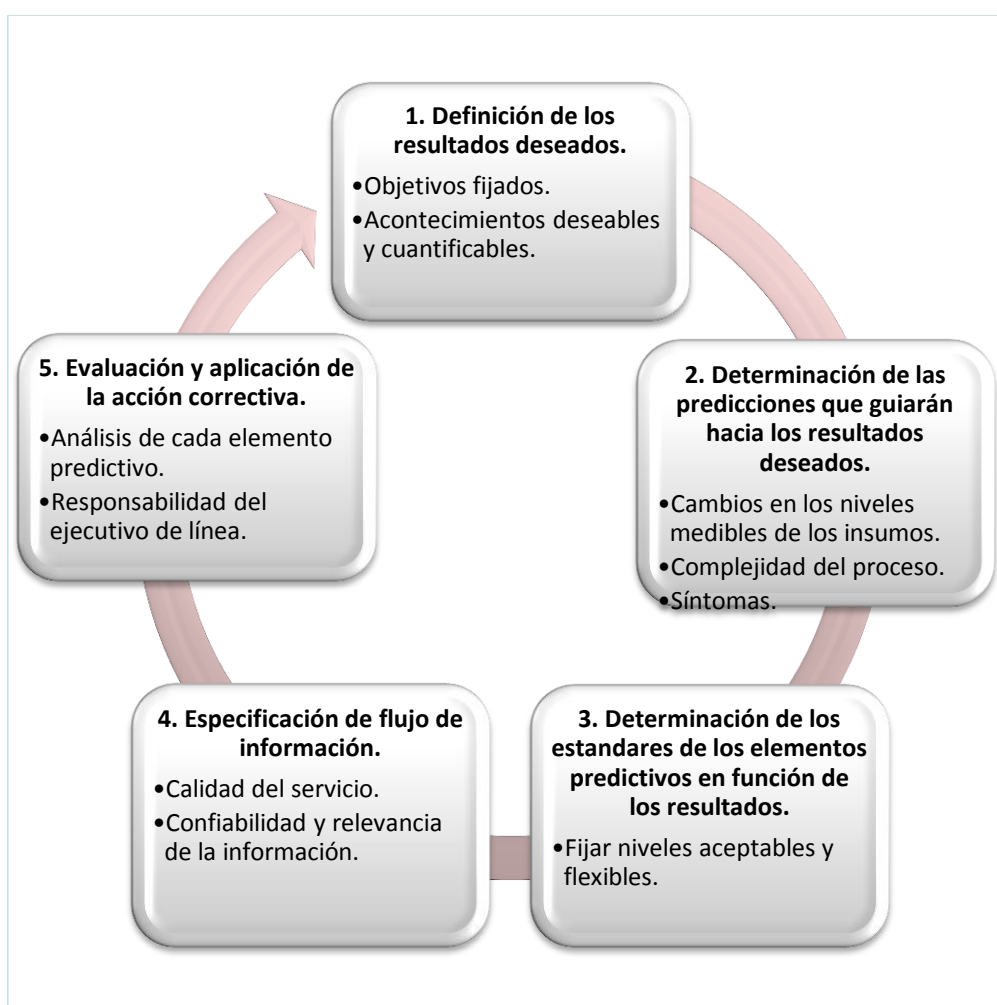 1. Definición de los
resultados deseados.
•Objetivos fijados.
•Acontecimientos deseables
y cuantificables.
2. Determinación de las
predicciones que guiarán
hacia los resultados
deseados.
•Cambios en los niveles
medibles de los insumos.
•Complejidad del proceso.
•Síntomas.
3. Determinación de los
estandares de los elementos
predictivos en función de
los resultados.
•Fijar niveles aceptables y
flexibles.
4. Especificación de flujo de
información.
•Calidad del servicio.
•Confiabilidad y relevancia
de la información.
5. Evaluación y aplicación de
la acción correctiva.
•Análisis de cada elemento
predictivo.
•Responsabilidad del
ejecutivo de línea.